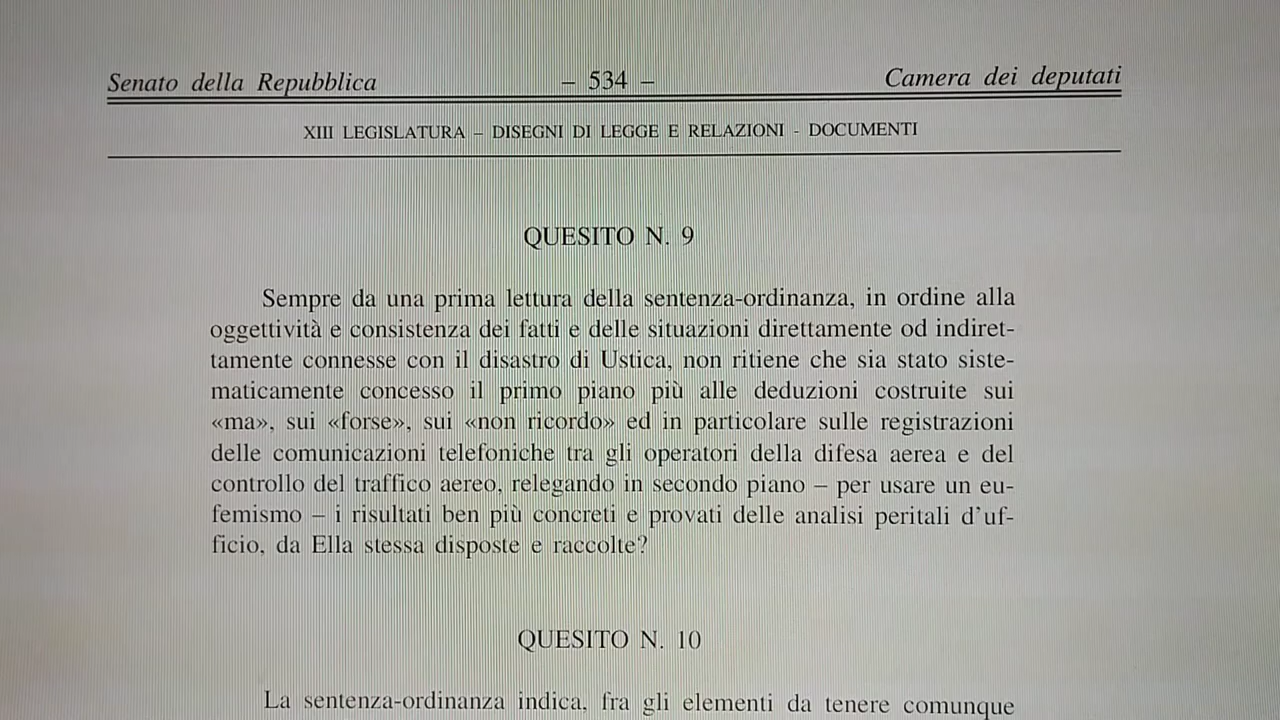 Senato della Repubblica – 534 – Camera dei deputati
XIII LEGISLATURA – DISEGNI DI LEGGE E RELAZIONI - DOCUMENTI
QUESITO N. 9
Sempre da una prima lettura della sentenza-ordinanza, in ordine alla
oggettività e consistenza dei fatti e delle situazioni direttamente od indiret-
tamente connesse con il disastro di Ustica, non ritiene che sia stato siste-
maticamente concesso il primo piano più alle deduzioni costruite sui
«ma», sui «forse», sui «non ricordo» ed in particolare sulle registrazioni
delle comunicazioni telefoniche tra gli operatori della difesa aerea e del
controllo del traffico aereo, relegando in secondo piano – per usare un eu-
femismo – i risultati ben più concreti e provati delle analisi peritali d'uf-
ficio, da Ella stessa disposte e raccolte?
QUESITO N. 10
La sentenza-ordinanza indica, fra gli elementi da tenere comunque